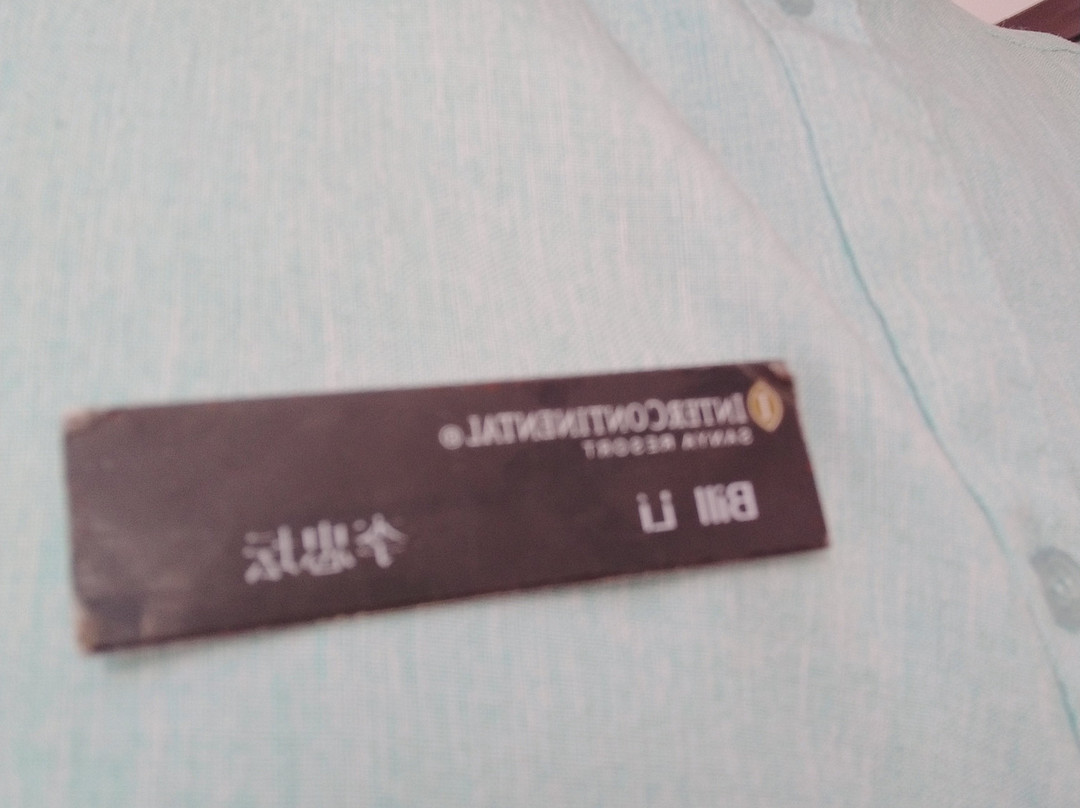 INTERCONTINENTAL®
SANYA RESORT
Bill Li